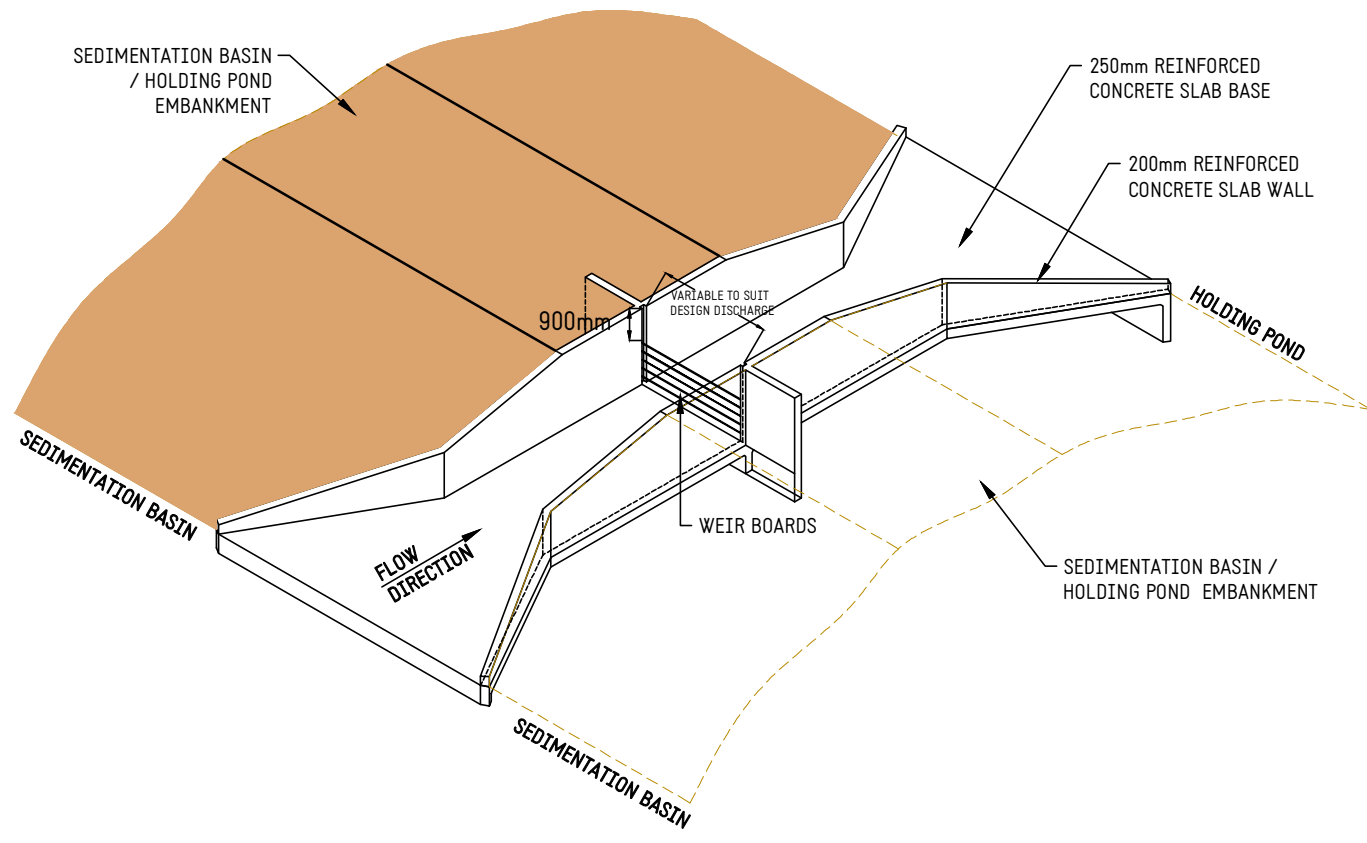 SEDIMENTATION BASIN
/ HOLDING POND
EMBANKMENT
250mm REINFORCED
CONCRETE SLAB BASE
200mm REINFORCED
CONCRETE SLAB WALL
VARIABLE TO SUIT
DESIGN DISCHARGE
900mm
HOLDING POND
SEDIMENTATION BASIN
WEIR BOARDS
FLOW
DIRECTION
SEDIMENTATION BASIN /
HOLDING POND EMBANKMENT
SEDIMENTATION BASIN